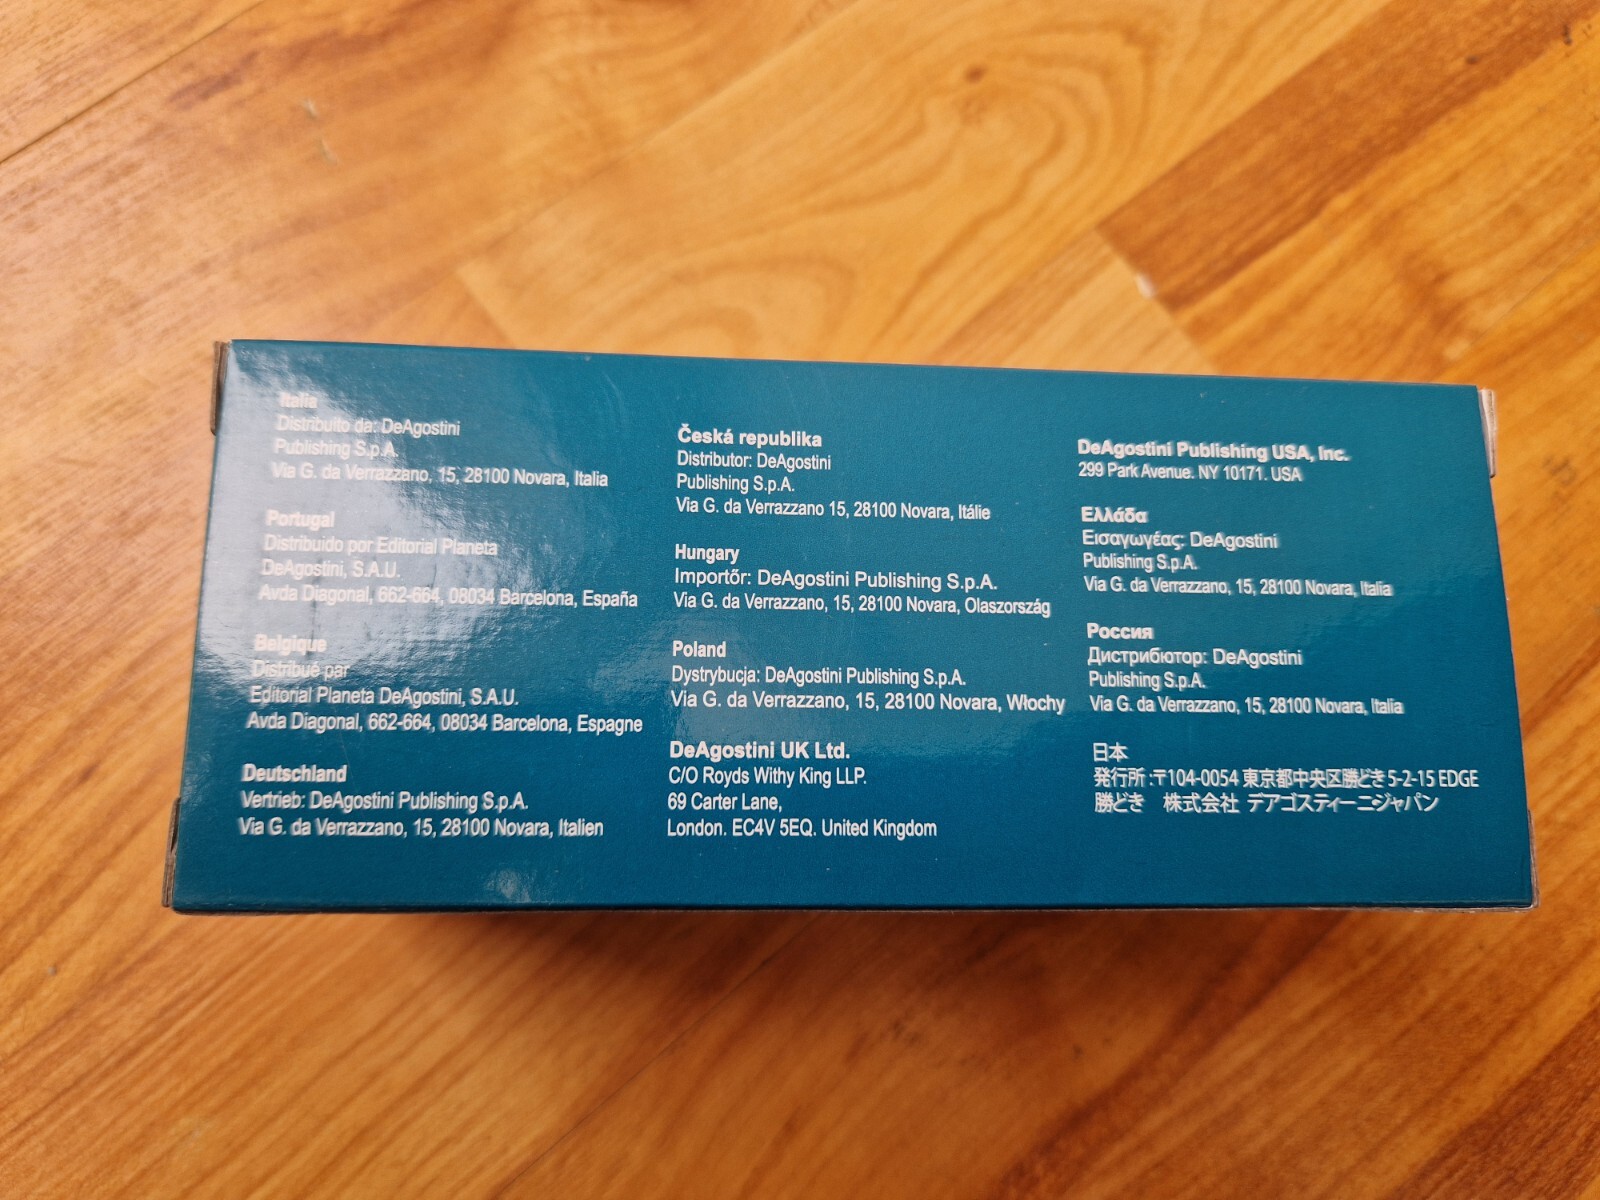 Italia
Distribuito da: DeAgostini
Publishing S.p.A.
Via G. da Verrazzano, 15, 28100 Novara, Italia
Portugal
Distribuido por Editorial Planeta
DeAgostini, S.A.U.
Avda Diagonal, 662-664, 08034 Barcelona, España
Belgique
Distribué par
Editorial Planeta DeAgostini, S.A.U.
Avda Diagonal, 662-664, 08034 Barcelona, Espagne
Deutschland
Vertrieb: DeAgostini Publishing S.p.A.
Via G. da Verrazzano, 15, 28100 Novara, Italien
Česká republika
Distributor: DeAgostini
Publishing S.p.A.
Via G. da Verrazzano 15, 28100 Novara, Itálie
Hungary
Importőr: DeAgostini Publishing S.p.A.
Via G. da Verrazzano, 15, 28100 Novara, Olaszország
Poland
Dystrybucja: DeAgostini Publishing S.p.A.
Via G. da Verrazzano, 15, 28100 Novara, Włochy
DeAgostini UK Ltd.
C/O Royds Withy King LLP.
69 Carter Lane,
London. EC4V 5EQ. United Kingdom
DeAgostini Publishing USA, Inc.
299 Park Avenue. NY 10171. USA
Ελλάδα
Εισαγωγέας: DeAgostini
Publishing S.p.A.
Via G. da Verrazzano, 15, 28100 Novara, Italia
Россия
Дистрибютор: DeAgostini
Publishing S.p.A.
Via G. da Verrazzano, 15, 28100 Novara, Italia
日本
発行所:〒104-0054 東京都中央区勝どき5-2-15 EDGE
勝どき 株式会社 デアゴスティーニ・ジャパン